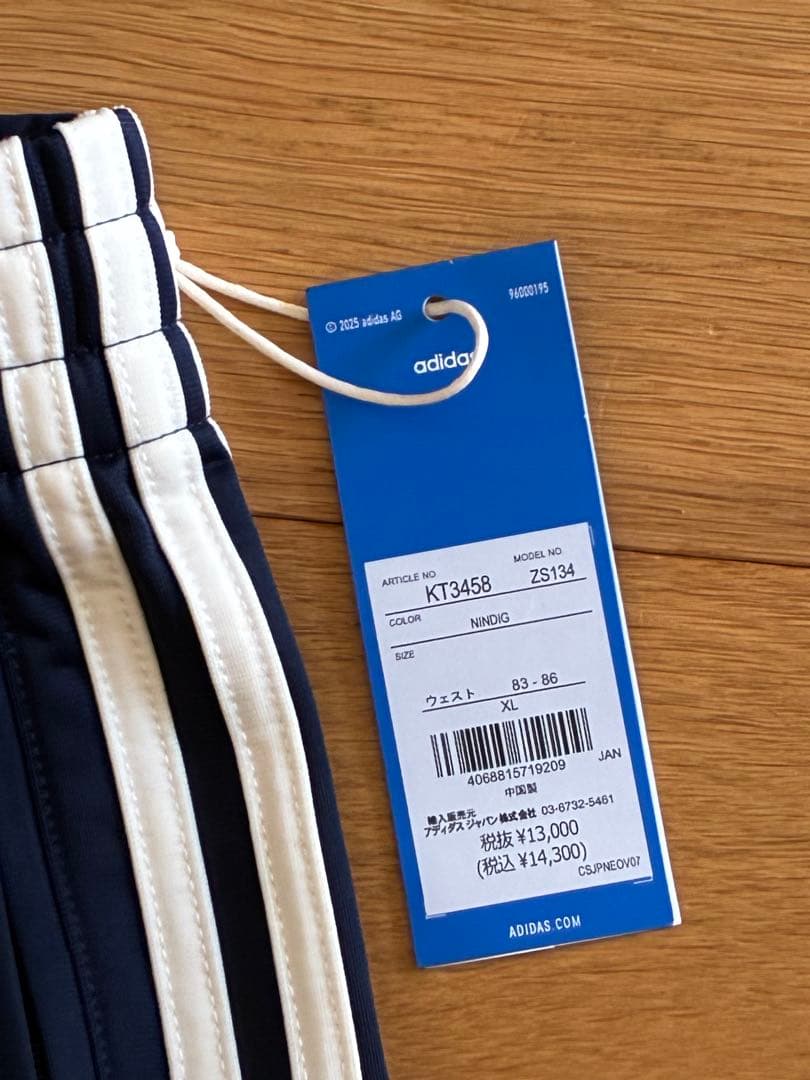 © 2025 adidas AG
96000195
adidas
ARTICLE NO
MODEL NO
KT3458
ZS134
COLOR
NINDIG
SIZE
ウェスト 83 - 86
XL
4068815719209
JAN
中国製
輸入販売元
アディダス ジャパン 株式会社 03-6732-5461
税抜 ¥13,000
(税込 ¥14,300)
CSJPNEOV07
ADIDAS.COM